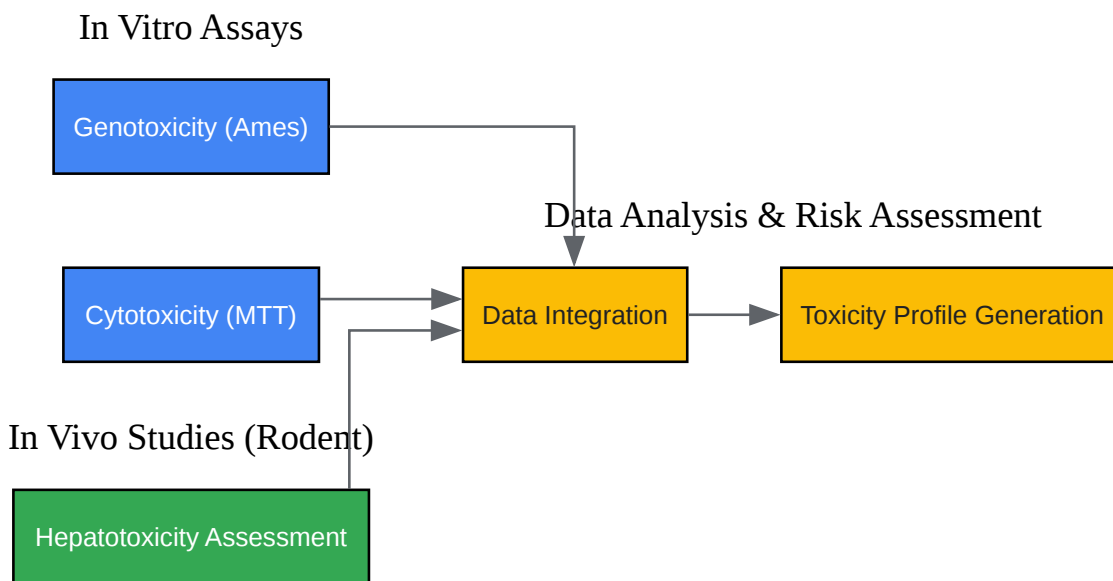 In Vitro Assays
Genotoxicity (Ames)
Data Analysis & Risk Assessment
Cytotoxicity (MTT)
Data Integration
Toxicity Profile Generation
In Vivo Studies (Rodent)
Hepatotoxicity Assessment